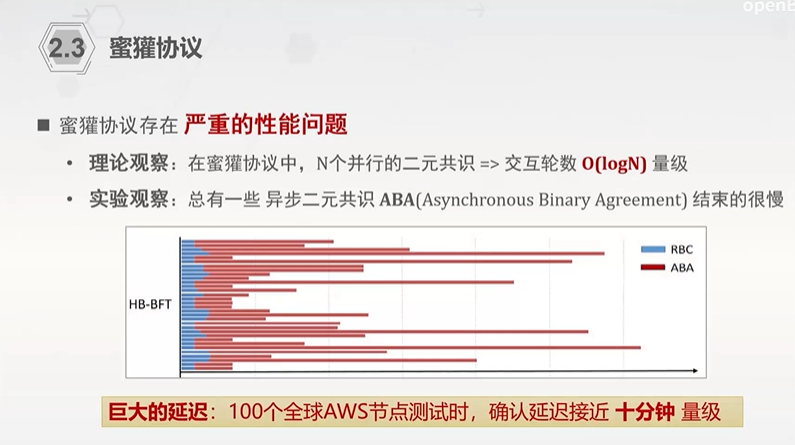 2.3 蜜獾协议
蜜獾协议存在 严重的性能问题
理论观察：在蜜獾协议中，N个并行的二元共识 => 交互轮数 O(logN) 量级
实验观察：总有一些 异步二元共识 ABA(Asynchronous Binary Agreement) 结束的很慢
RBC
ABA
HB-BFT
巨大的延迟：100个全球AWS节点测试时，确认延迟接近 十分钟 量级